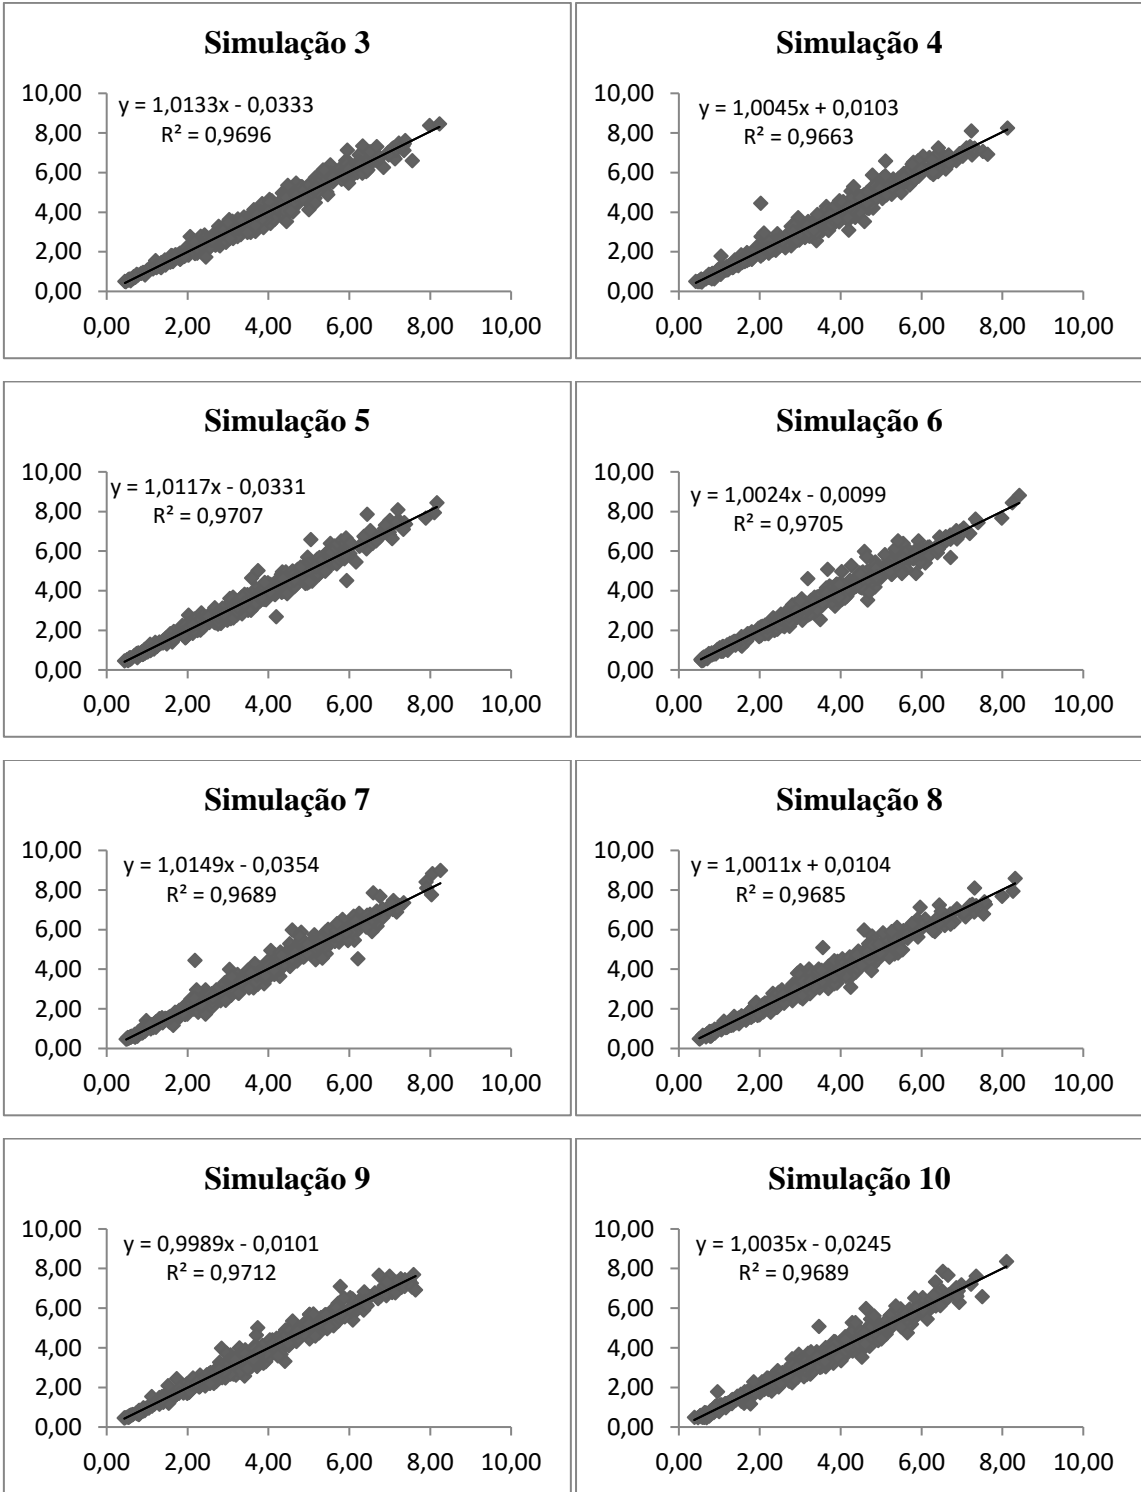 Simulação 3
10,00
8,00
6,00
4,00
2,00
0,00
y = 1,0133x - 0,0333
R² = 0,9696
0,00 2,00 4,00 6,00 8,00 10,00
Simulação 4
10,00
8,00
6,00
4,00
2,00
0,00
y = 1,0045x + 0,0103
R² = 0,9663
0,00 2,00 4,00 6,00 8,00 10,00
Simulação 5
10,00
8,00
6,00
4,00
2,00
0,00
y = 1,0117x - 0,0331
R² = 0,9707
0,00 2,00 4,00 6,00 8,00 10,00
Simulação 6
10,00
8,00
6,00
4,00
2,00
0,00
y = 1,0024x - 0,0099
R² = 0,9705
0,00 2,00 4,00 6,00 8,00 10,00
Simulação 7
10,00
8,00
6,00
4,00
2,00
0,00
y = 1,0149x - 0,0354
R² = 0,9689
0,00 2,00 4,00 6,00 8,00 10,00
Simulação 8
10,00
8,00
6,00
4,00
2,00
0,00
y = 1,0011x + 0,0104
R² = 0,9685
0,00 2,00 4,00 6,00 8,00 10,00
Simulação 9
10,00
8,00
6,00
4,00
2,00
0,00
y = 0,9989x - 0,0101
R² = 0,9712
0,00 2,00 4,00 6,00 8,00 10,00
Simulação 10
10,00
8,00
6,00
4,00
2,00
0,00
y = 1,0035x - 0,0245
R² = 0,9689
0,00 2,00 4,00 6,00 8,00 10,00